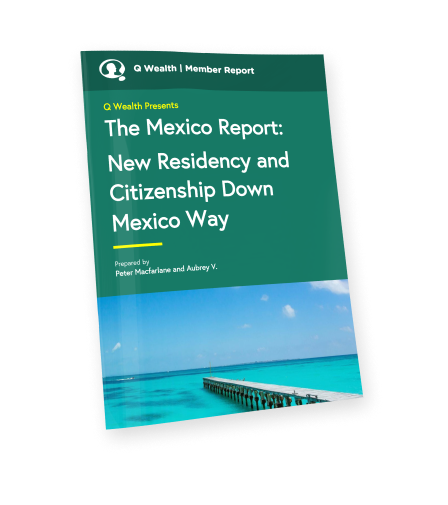 Q Wealth | Member Report
Q Wealth Presents
The Mexico Report:
New Residency and
Citizenship Down
Mexico Way
Prepared by
Peter Macfarlane and Aubrey V.